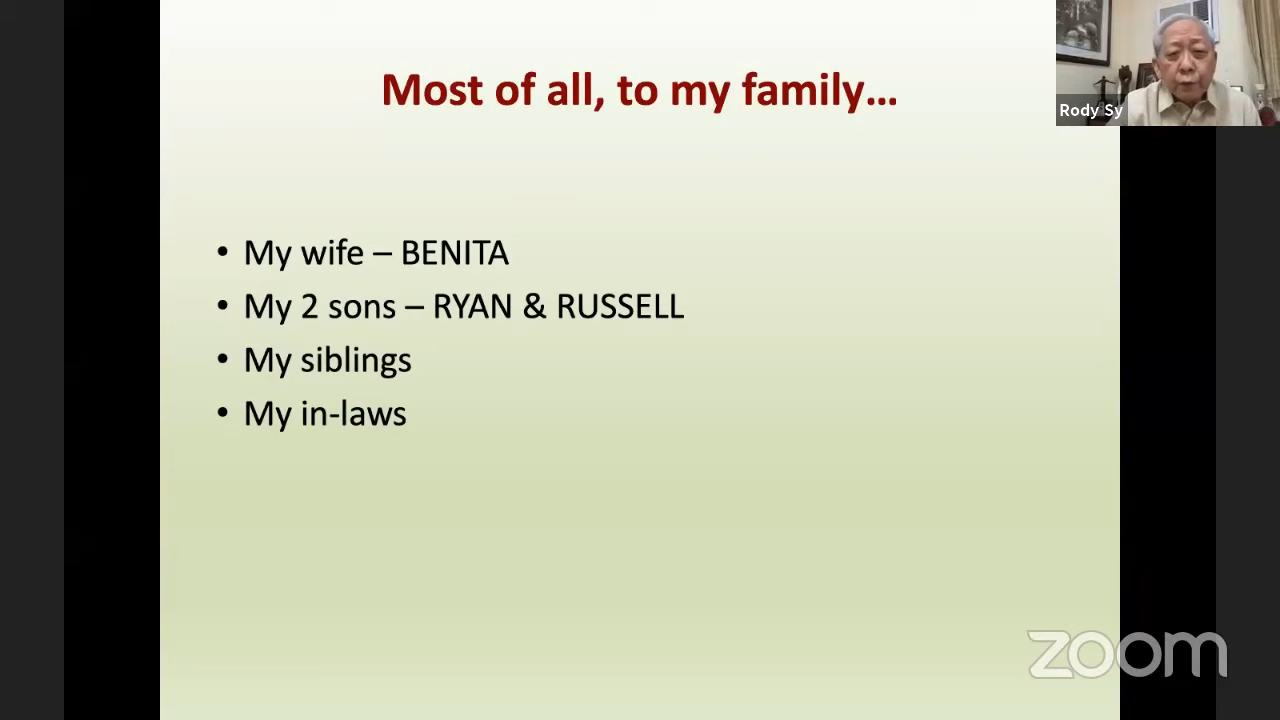 Most of all, to my family...
Rody Sy
• My wife – BENITA
• My 2 sons – RYAN & RUSSELL
• My siblings
• My in-laws
zoom